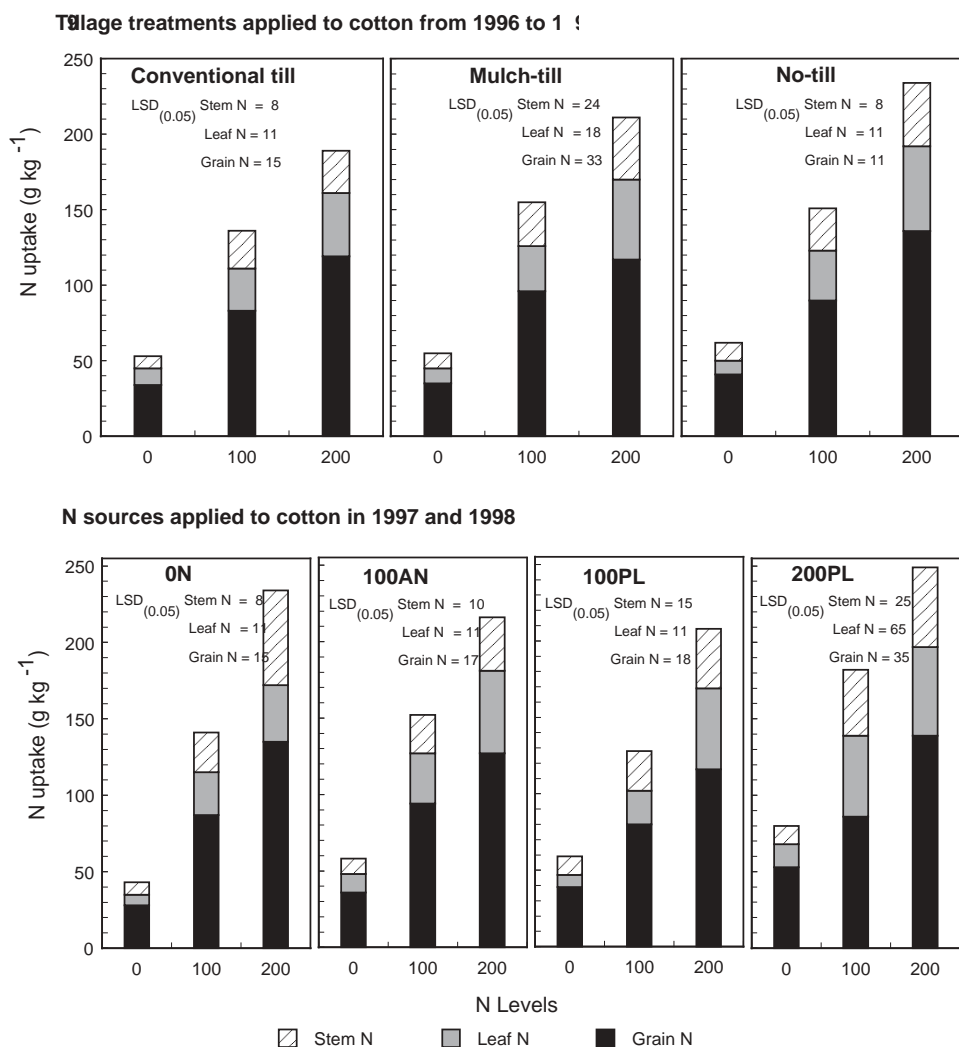 Tillage treatments applied to cotton from 1996 to 1 9
250
200
150
100
50
0
N uptake (g kg -1)
Conventional till
LSD(0.05) Stem N = 8
Leaf N = 11
Grain N = 15
0 100 200
Mulch-till
LSD(0.05) Stem N = 24
Leaf N = 18
Grain N = 33
0 100 200
No-till
LSD(0.05) Stem N = 8
Leaf N = 11
Grain N = 11
0 100 200
N sources applied to cotton in 1997 and 1998
250
200
150
100
50
0
N uptake (g kg -1)
0N
LSD(0.05) Stem N = 8
Leaf N = 11
Grain N = 15
0 100 200
100AN
LSD(0.05) Stem N = 10
Leaf N = 11
Grain N = 17
0 100 200
100PL
LSD(0.05) Stem N = 15
Leaf N = 11
Grain N = 18
0 100 200
200PL
LSD(0.05) Stem N = 25
Leaf N = 65
Grain N = 35
0 100 200
N Levels
Stem N Leaf N Grain N